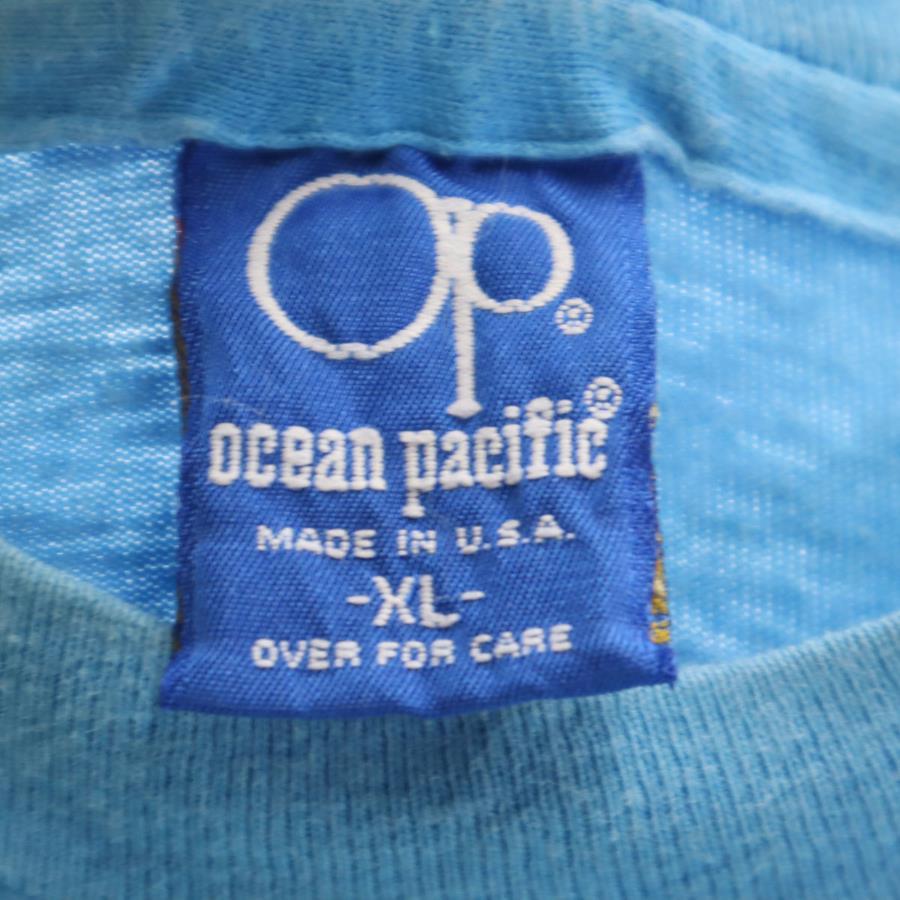 op®
ocean pacific®
MADE IN U.S.A.
-XL-
OVER FOR CARE